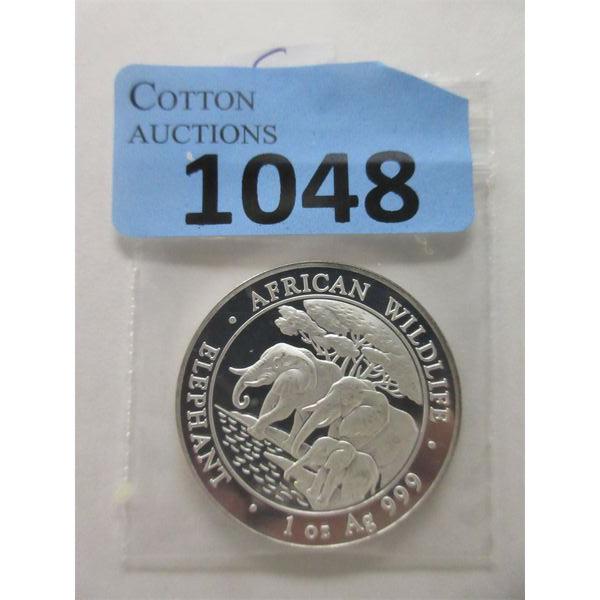 COTTON
AUCTIONS
1048
AFRICAN WILDLIFE
ELEPHANT
1 oz Ag 999